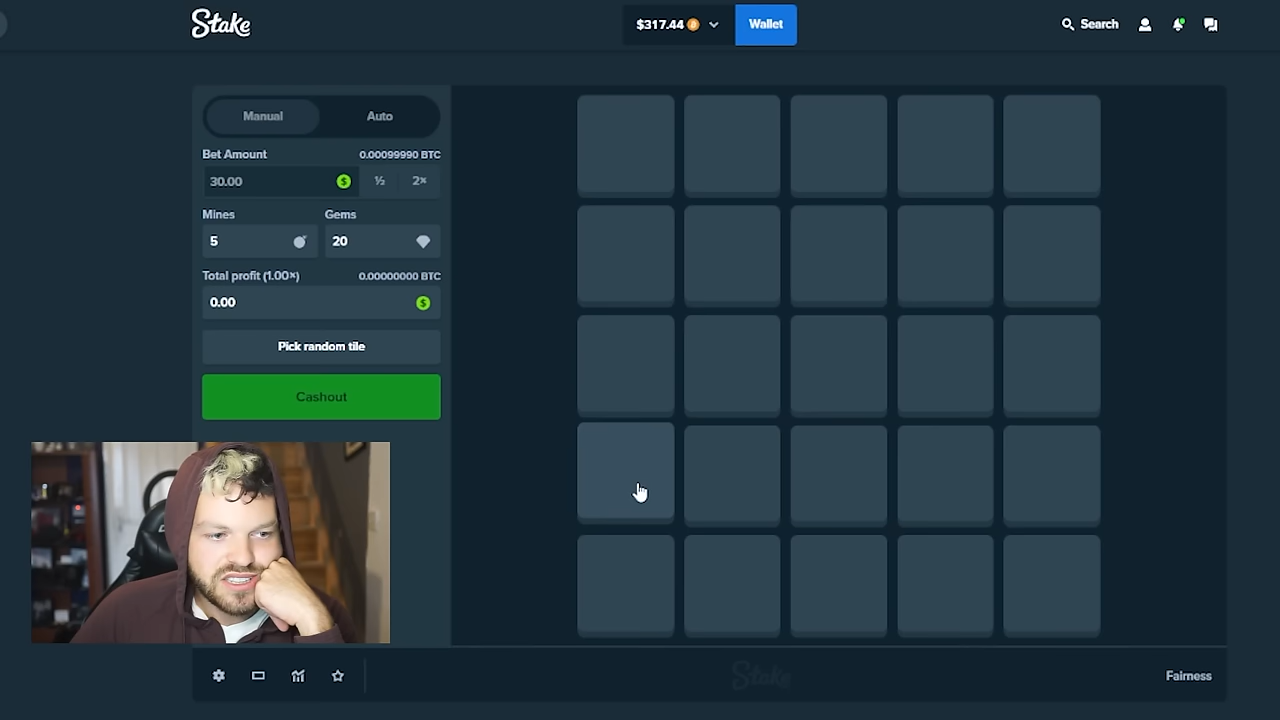 Stake
$317.44
Wallet
Search
Manual
Auto
Bet Amount
0.00099990 BTC
30.00
½
2×
Mines
Gems
5
20
Total profit (1.00×)
0.00000000 BTC
0.00
Pick random tile
Cashout
Stake
Fairness